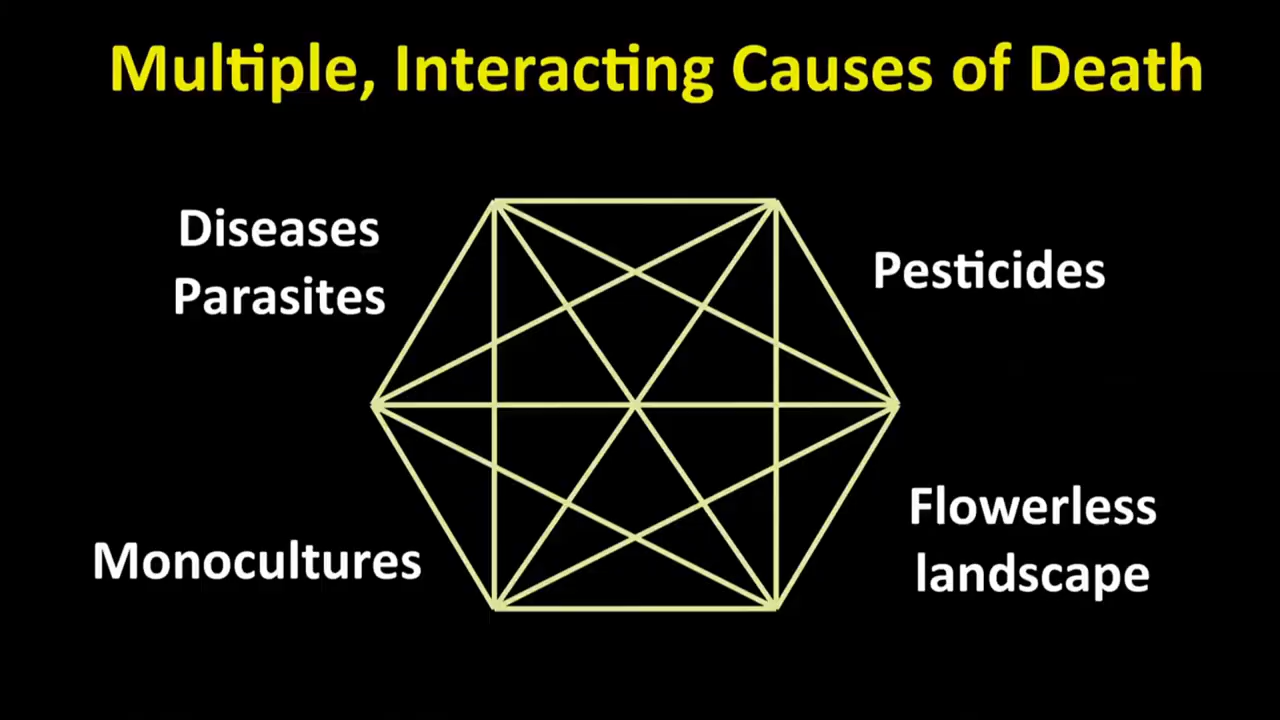 Multiple, Interacting Causes of Death
Diseases
Parasites
Pesticides
Monocultures
Flowerless
landscape